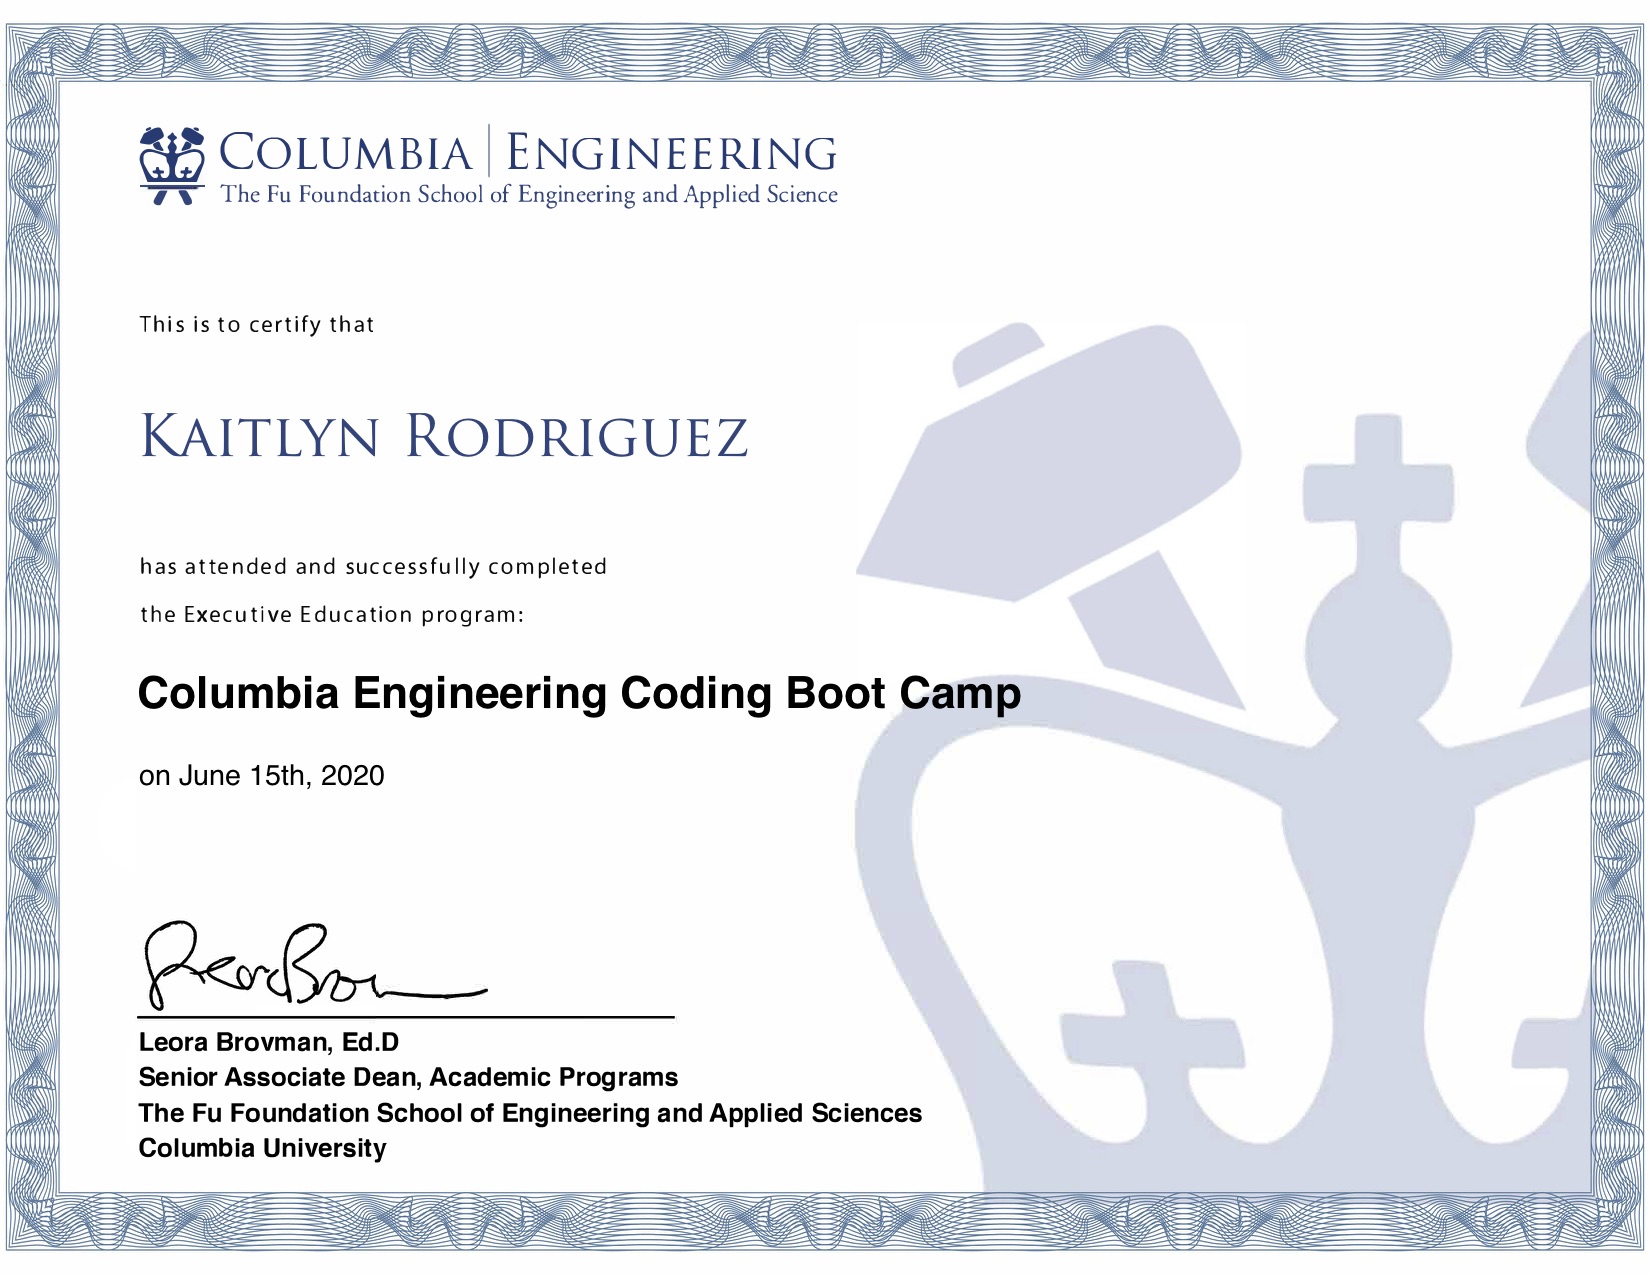 COLUMBIA | ENGINEERING
The Fu Foundation School of Engineering and Applied Science
This is to certify that
KAITLYN RODRIGUEZ
has attended and successfully completed
the Executive Education program:
Columbia Engineering Coding Boot Camp
on June 15th, 2020
Leora Brovman, Ed.D
Senior Associate Dean, Academic Programs
The Fu Foundation School of Engineering and Applied Sciences
Columbia University